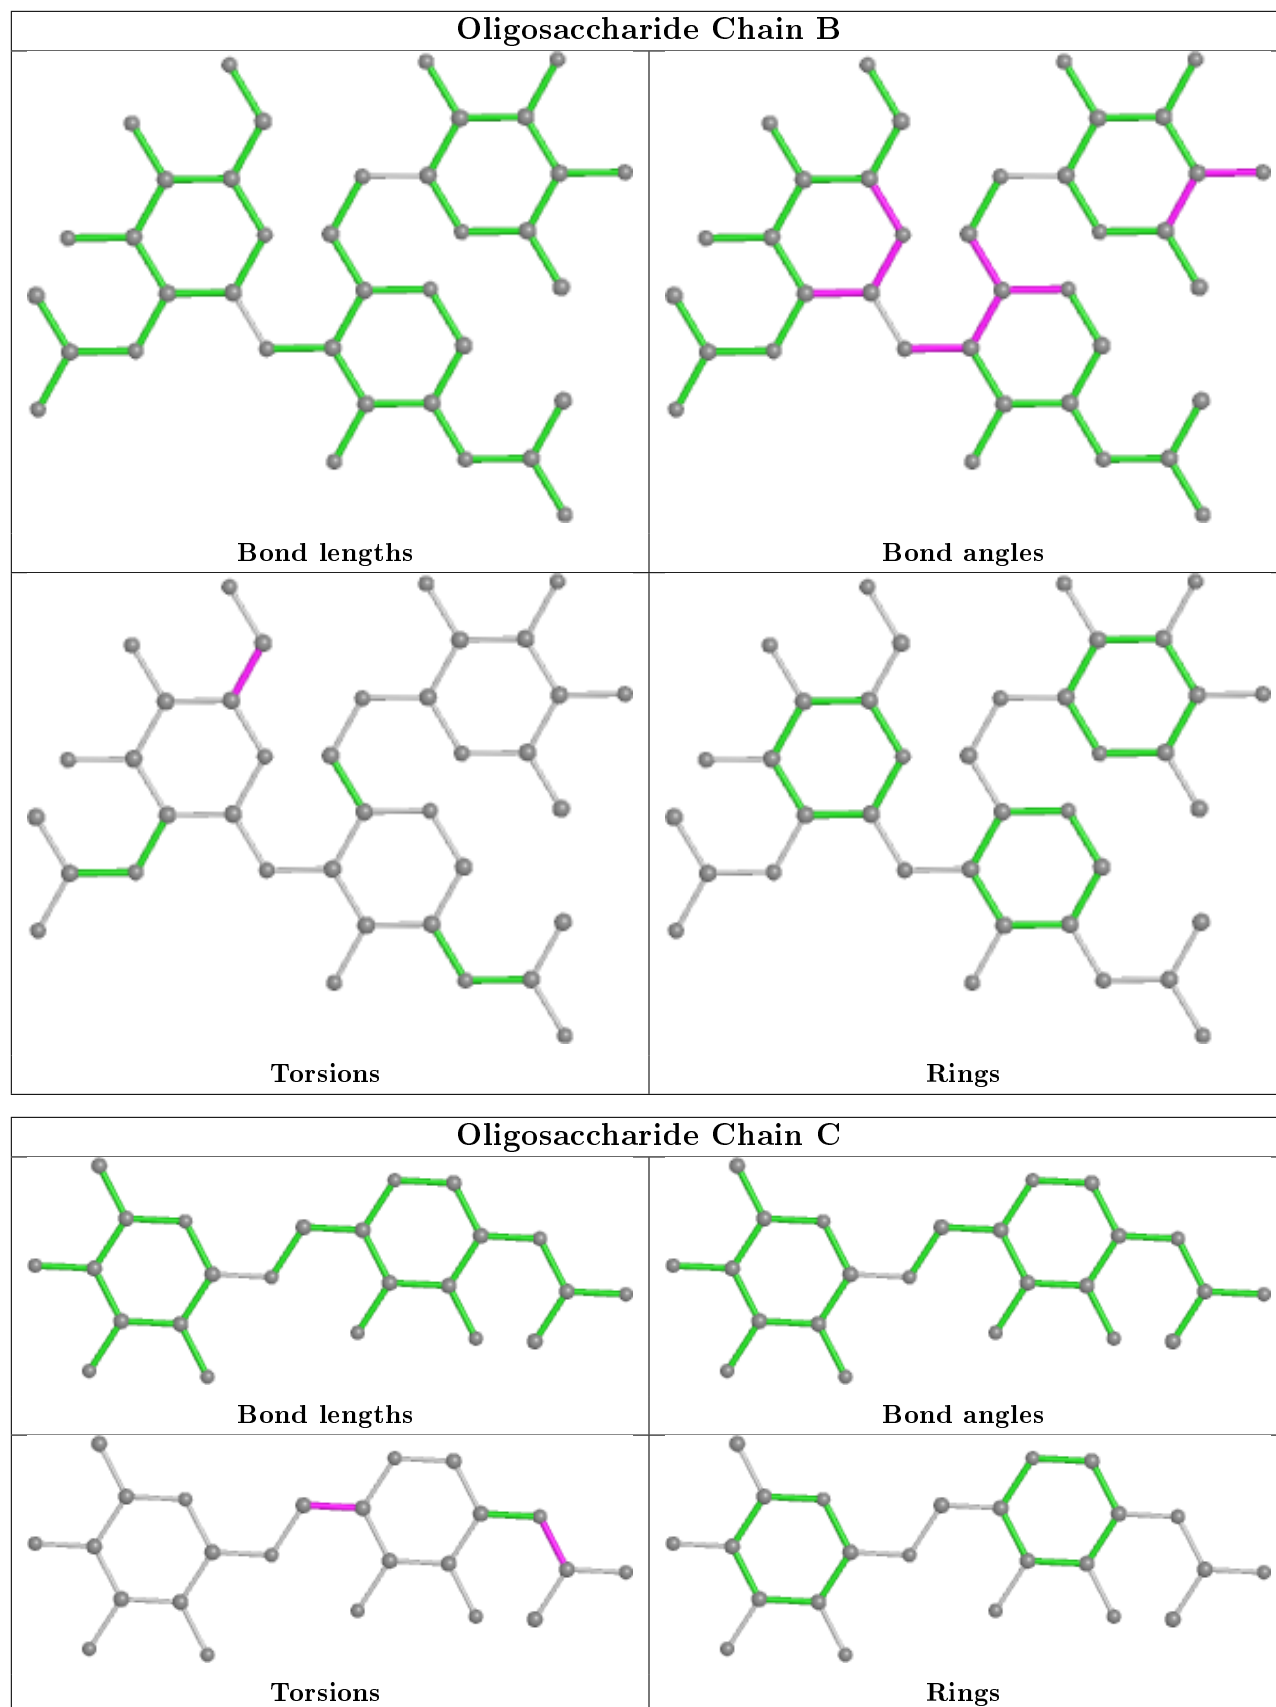 Oligosaccharide Chain B
Bond lengths
Bond angles
Torsions
Rings
Oligosaccharide Chain C
Bond lengths
Bond angles
Torsions
Rings